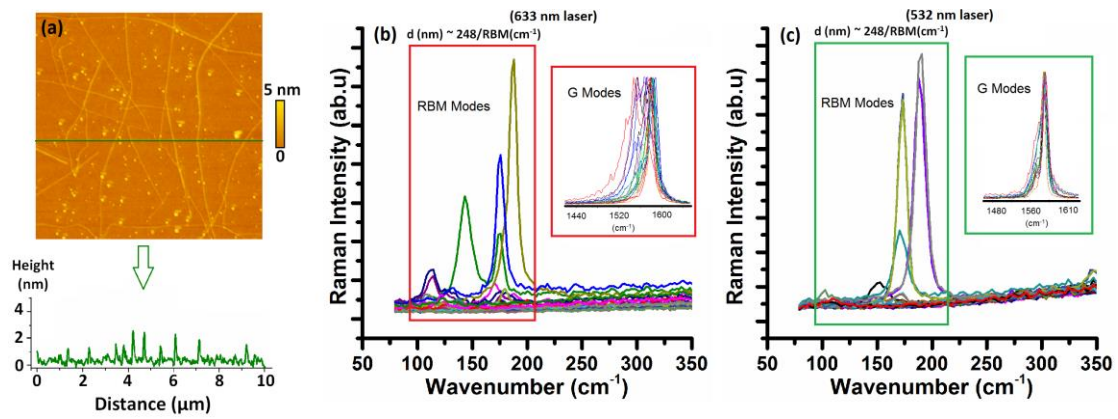 (a)
5 nm
0
Height
(nm)
4
2
0
0 2 4 6 8 10
Distance (µm)
(633 nm laser)
(b) d (nm) ~ 248/RBM(cm⁻¹)
RBM Modes
G Modes
1440 1520 1600
(cm⁻¹)
Raman Intensity (ab.u)
50 100 150 200 250 300 350
Wavenumber (cm⁻¹)
(532 nm laser)
(c) d (nm) ~ 248/RBM(cm⁻¹)
RBM Modes
G Modes
1480 1560 1610
(cm⁻¹)
Raman Intensity (ab.u)
50 100 150 200 250 300 350
Wavenumber (cm⁻¹)